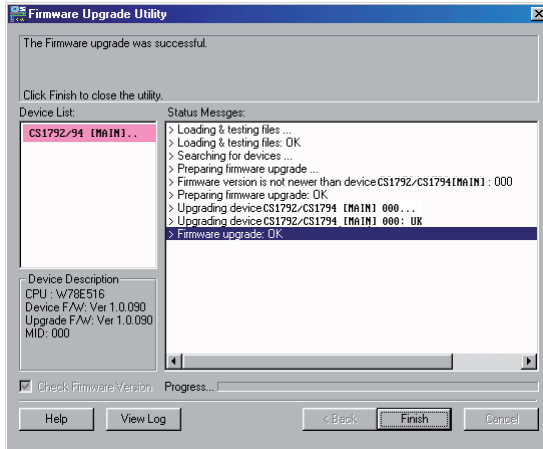 Firmware Upgrade Utility
The Firmware upgrade was successful.
Click Finish to close the utility.
Device List:
Status Messges:
CS1792/94 [MAIN]..
> Loading & testing files ...
> Loading & testing files: OK
> Searching for devices ...
> Preparing firmware upgrade ...
> Firmware version is not newer than device CS1792/CS1794[MAIN] : 000
> Preparing firmware upgrade: OK
> Upgrading device CS1792/CS1794 [MAIN] 000...
> Upgrading device CS1792/CS1794 [MAIN] 000: UK
> Firmware upgrade: OK
Device Description
CPU : W78E516
Device F/W: Ver 1.0.090
Upgrade F/W: Ver 1.0.090
MID: 000
Check Firmware Version
Progress...
Help
View Log
< Back
Finish
Cancel